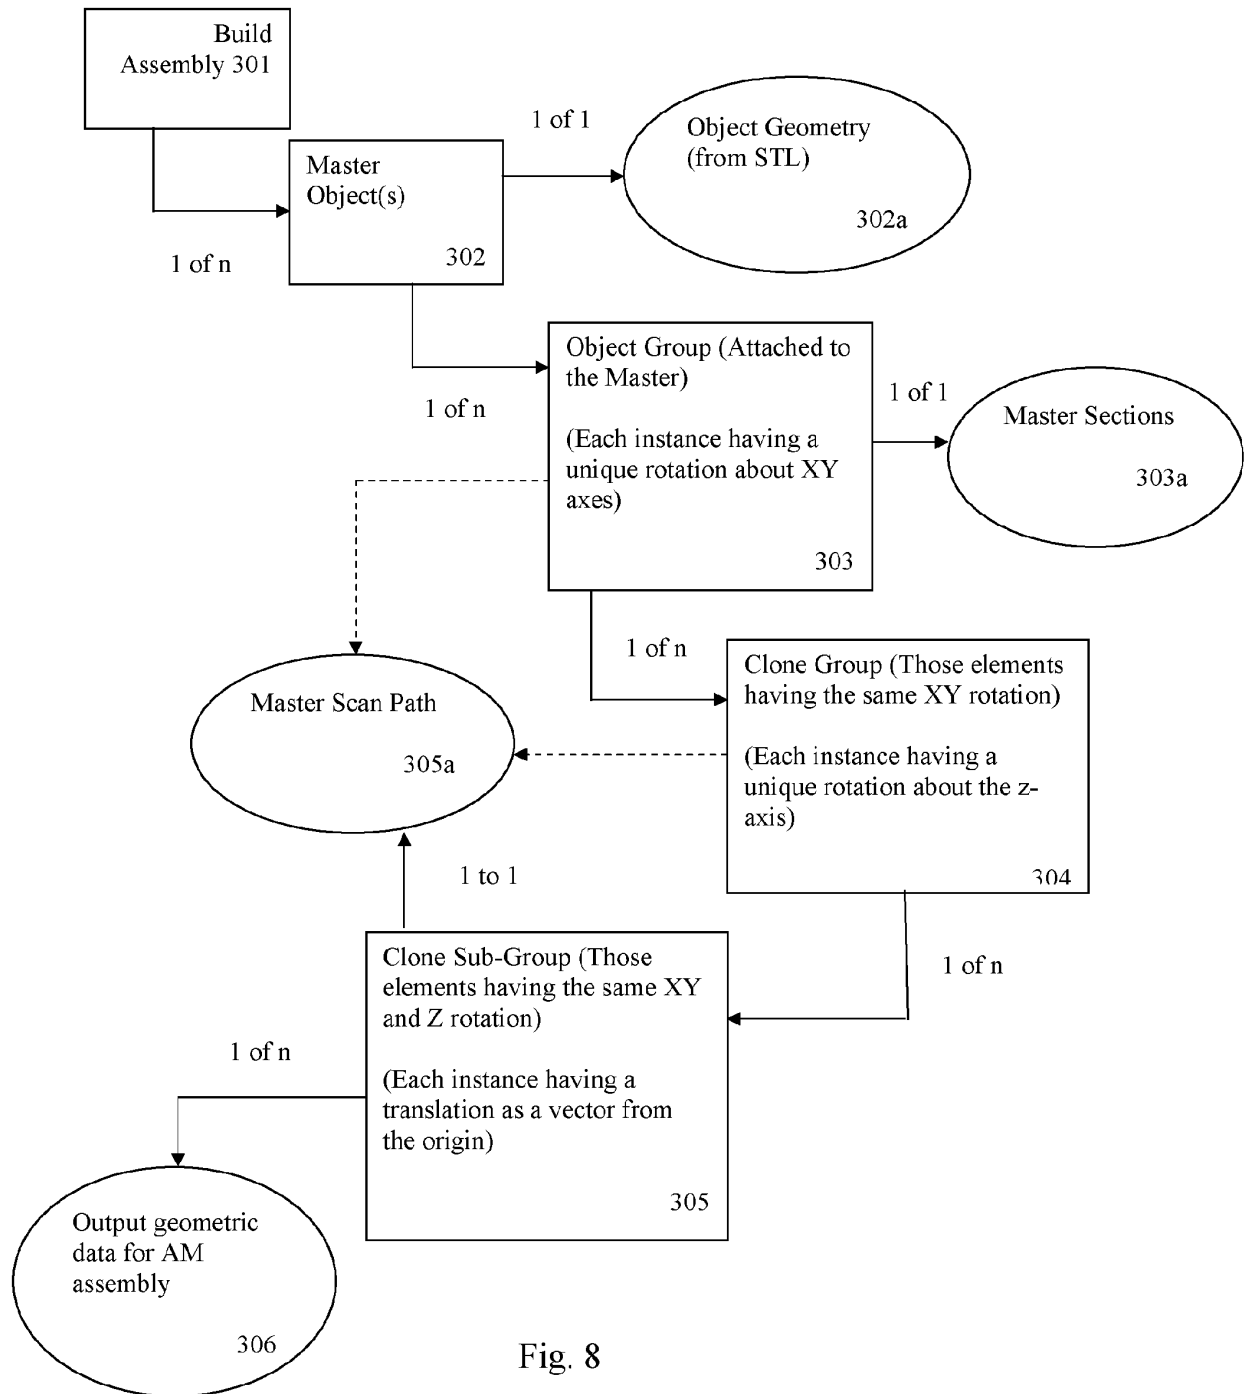 Build
Assembly 301
1 of 1
Object Geometry
(from STL)
302a
Master
Object(s)
302
1 of n
Object Group (Attached to
the Master)
(Each instance having a
unique rotation about XY
axes)
303
1 of n
1 of 1
Master Sections
303a
1 of n
Clone Group (Those elements
having the same XY rotation)
(Each instance having a
unique rotation about the z-
axis)
304
Master Scan Path
305a
1 to 1
1 of n
Clone Sub-Group (Those
elements having the same XY
and Z rotation)
(Each instance having a
translation as a vector from
the origin)
305
1 of n
Output geometric
data for AM
assembly
306
Fig. 8